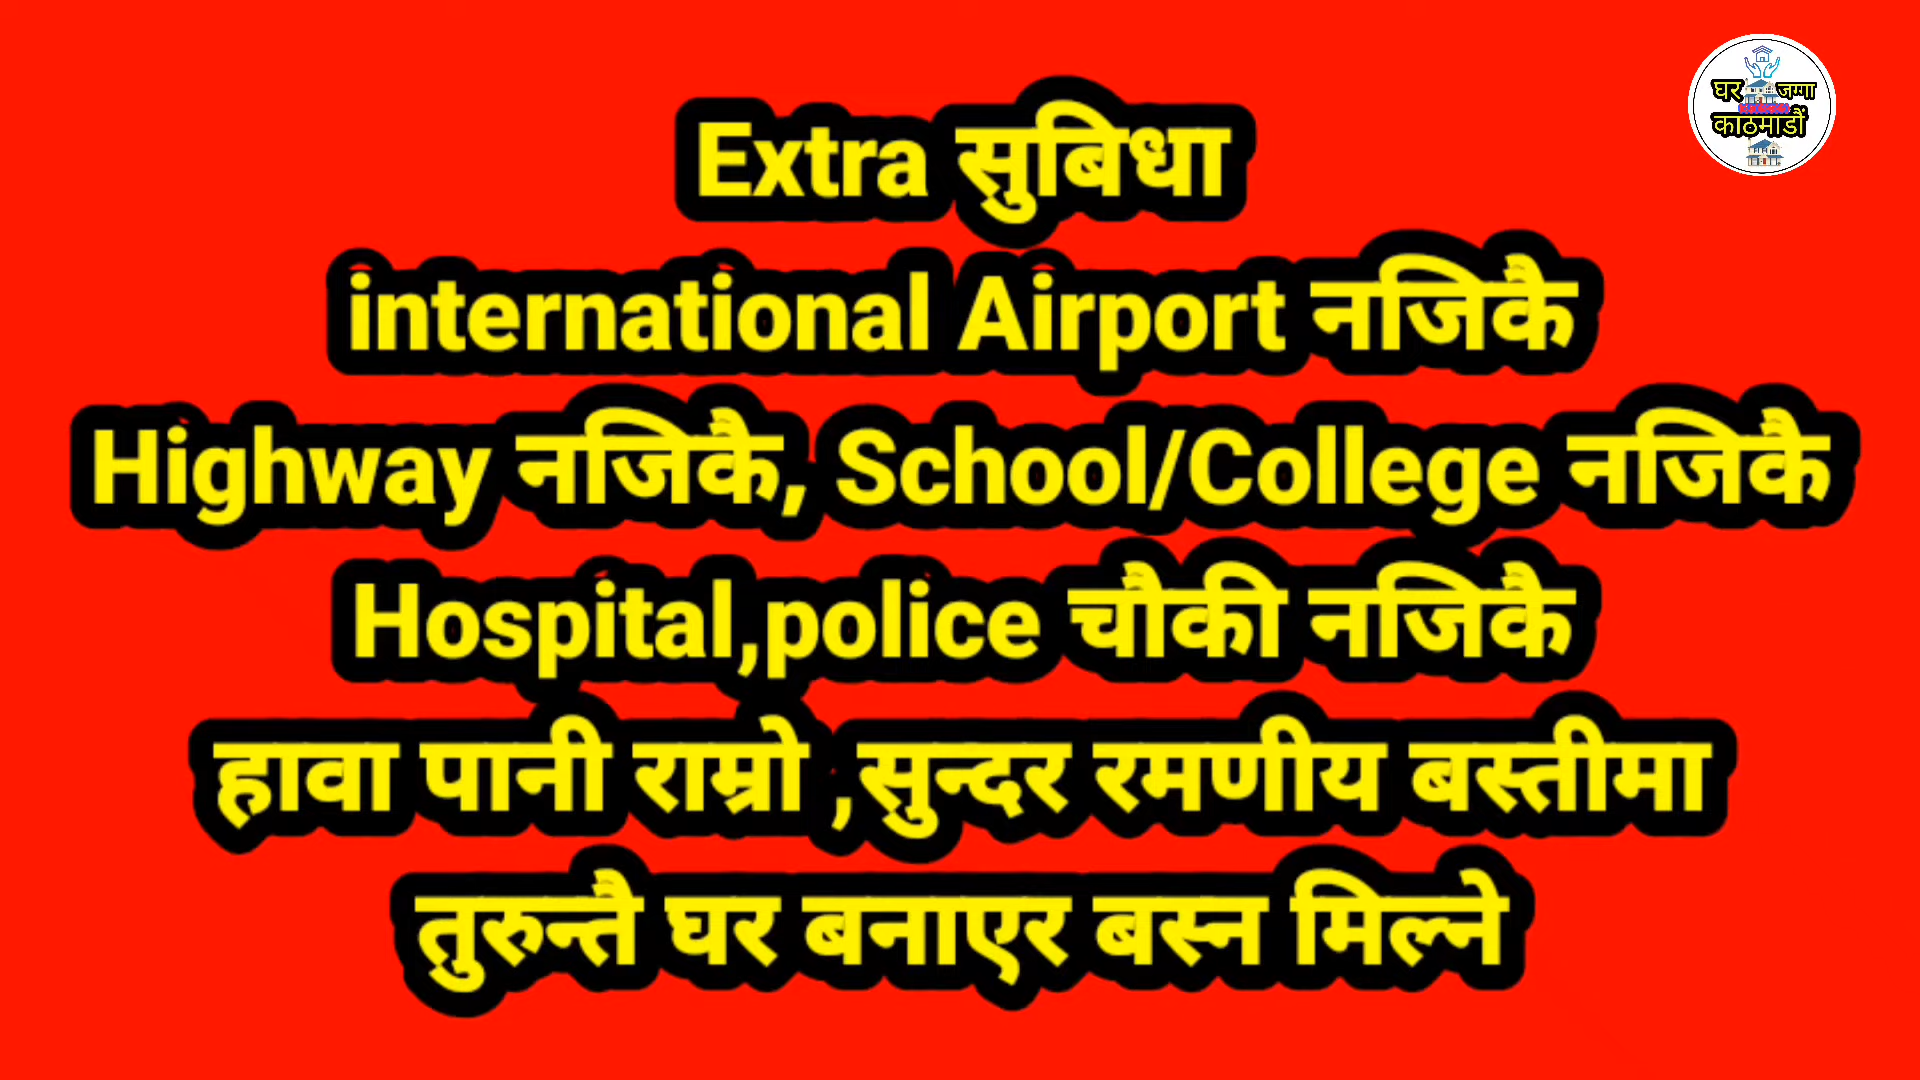 Extra सुबिधा
international Airport नजिकै
Highway नजिकै, School/College नजिकै
Hospital,police चौकी नजिकै
हावा पानी राम्रो ,सुन्दर रमणीय बस्तीमा
तुरुन्तै घर बनाएर बस्न मिल्ने
घर जग्गा
काठमाडौं